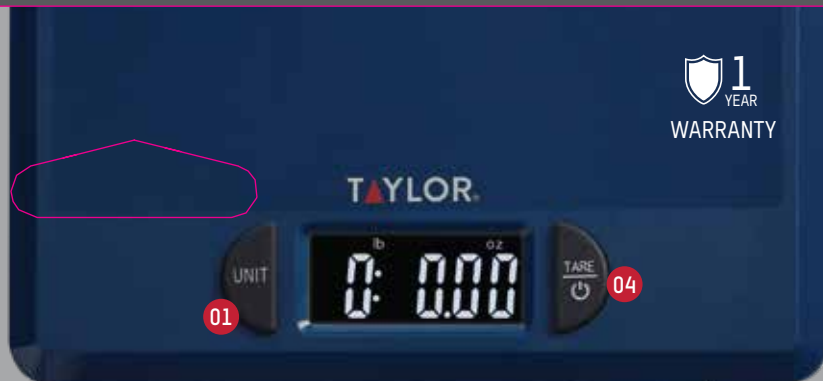 1
YEAR
WARRANTY
TAYLOR®
lb
oz
UNIT
0: 0.00
TARE
01
04